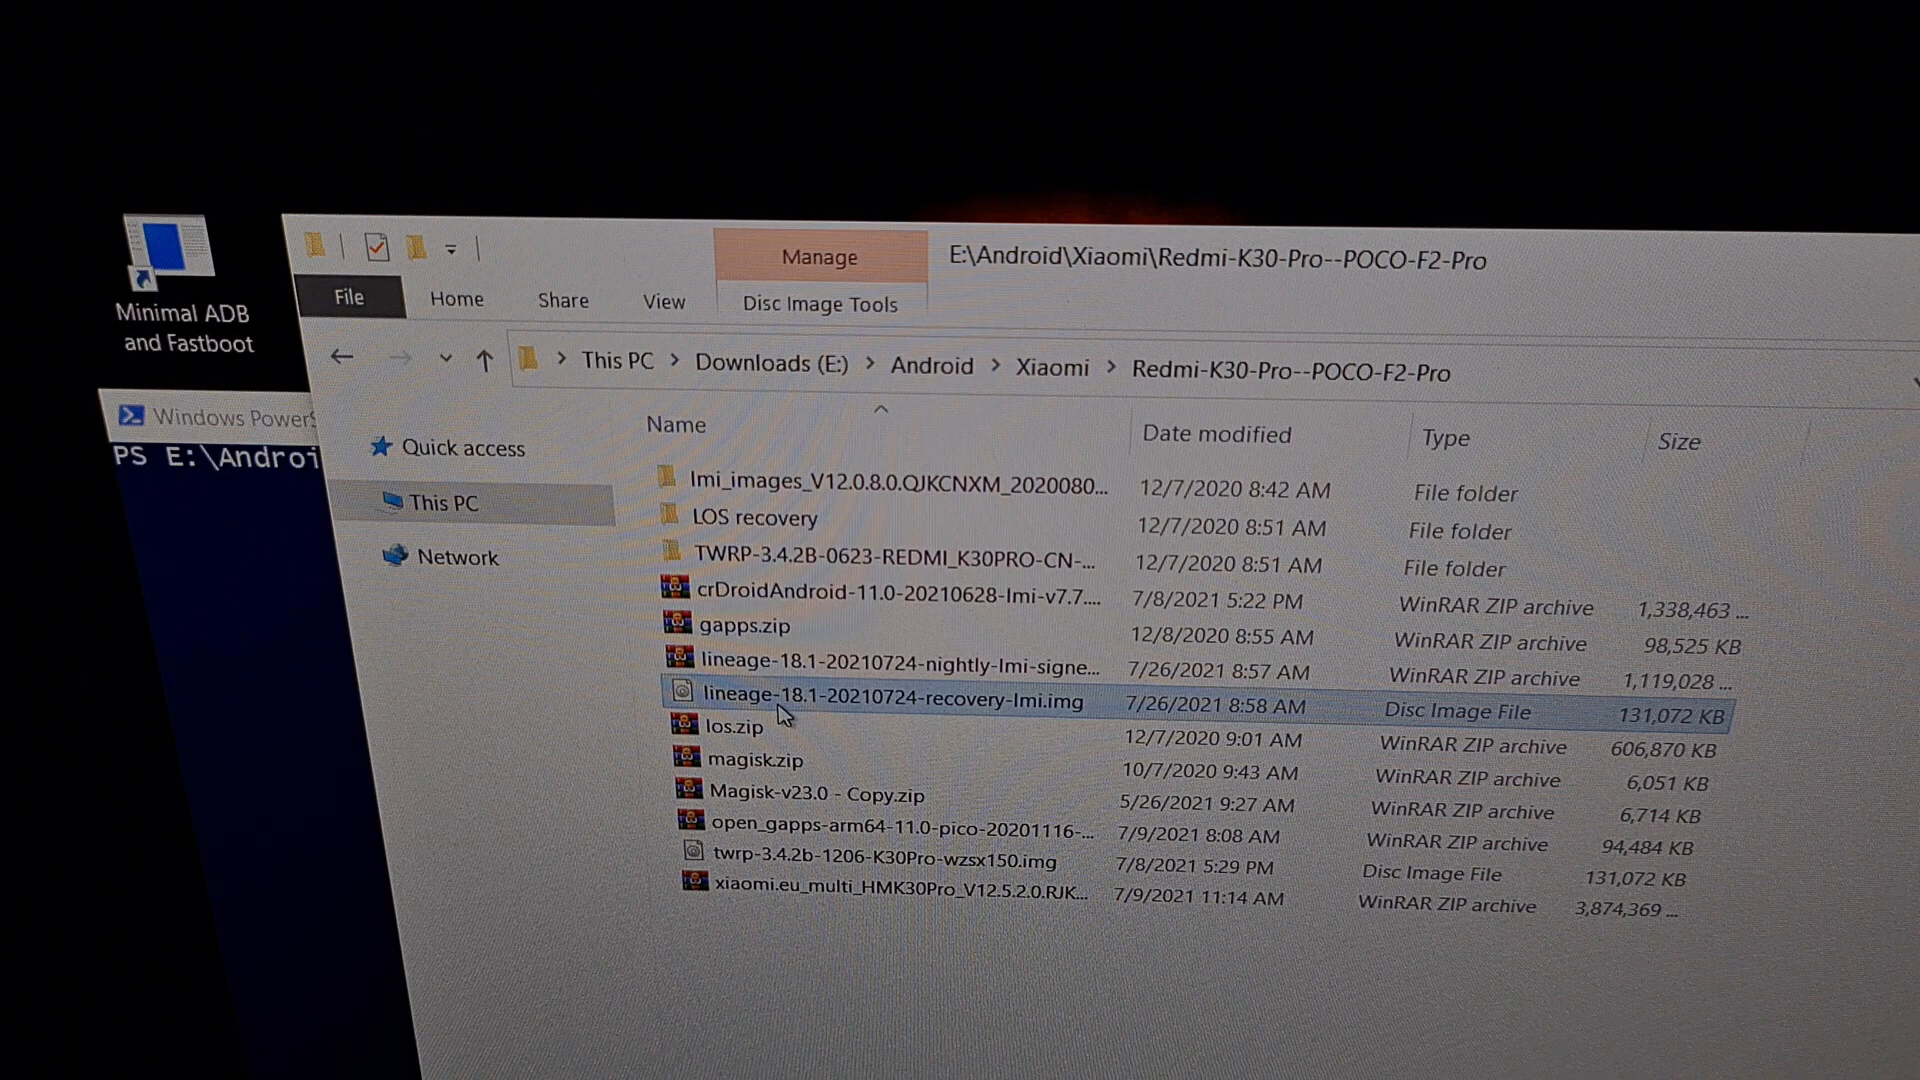 Minimal ADB
and Fastboot
Manage
E:\Android\Xiaomi\Redmi-K30-Pro--POCO-F2-Pro
File
Home
Share
View
Disc Image Tools
This PC > Downloads (E:) > Android > Xiaomi > Redmi-K30-Pro--POCO-F2-Pro
Windows PowerS
PS E:\Androi
Quick access
This PC
Network
Name Date modified Type Size
lmi_images_V12.0.8.0.QJKCNXM_2020080... 12/7/2020 8:42 AM File folder
LOS recovery 12/7/2020 8:51 AM File folder
TWRP-3.4.2B-0623-REDMI_K30PRO-CN-... 12/7/2020 8:51 AM File folder
crDroidAndroid-11.0-20210628-lmi-v7.7.... 7/8/2021 5:22 PM WinRAR ZIP archive 1,338,463 ...
gapps.zip 12/8/2020 8:55 AM WinRAR ZIP archive 98,525 KB
lineage-18.1-20210724-nightly-lmi-signe... 7/26/2021 8:57 AM WinRAR ZIP archive 1,119,028 ...
lineage-18.1-20210724-recovery-lmi.img 7/26/2021 8:58 AM Disc Image File 131,072 KB
los.zip 12/7/2020 9:01 AM WinRAR ZIP archive 606,870 KB
magisk.zip 10/7/2020 9:43 AM WinRAR ZIP archive 6,051 KB
Magisk-v23.0 - Copy.zip 5/26/2021 9:27 AM WinRAR ZIP archive 6,714 KB
open_gapps-arm64-11.0-pico-20201116-... 7/9/2021 8:08 AM WinRAR ZIP archive 94,484 KB
twrp-3.4.2b-1206-K30Pro-wzsx150.img 7/8/2021 5:29 PM Disc Image File 131,072 KB
xiaomi.eu_multi_HMK30Pro_V12.5.2.0.RJK... 7/9/2021 11:14 AM WinRAR ZIP archive 3,874,369 ...